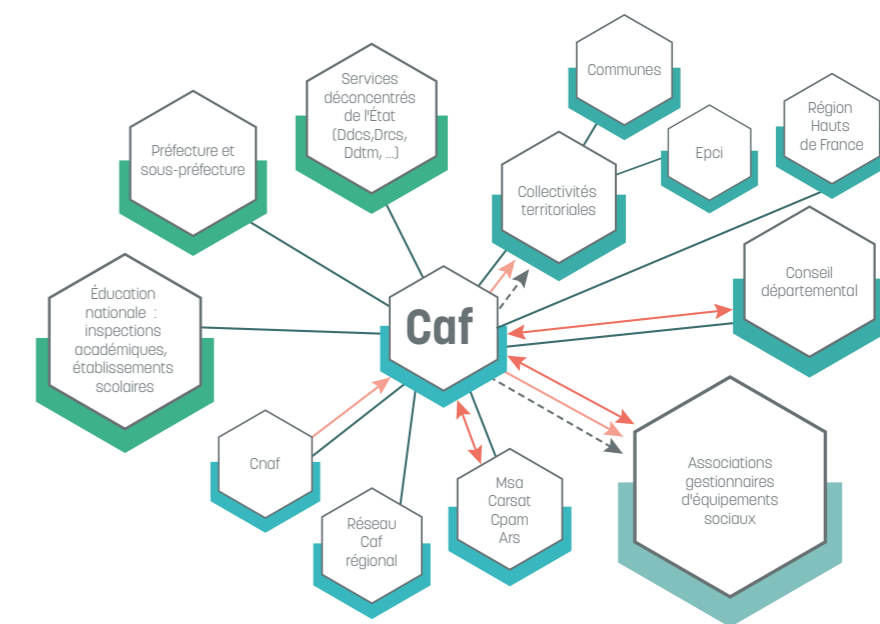 Communes
Services
déconcentrés
de l'État
(Ddcs,Drcs,
Ddtm, ...)
Région
Hauts
de France
Préfecture et
sous-préfecture
Epci
Collectivités
territoriales
Conseil
départemental
Éducation
nationale :
inspections
académiques,
établissements
scolaires
Caf
Cnaf
Associations
gestionnaires
d'équipements
sociaux
Msa
Carsat
Cpam
Ars
Réseau
Caf
régional